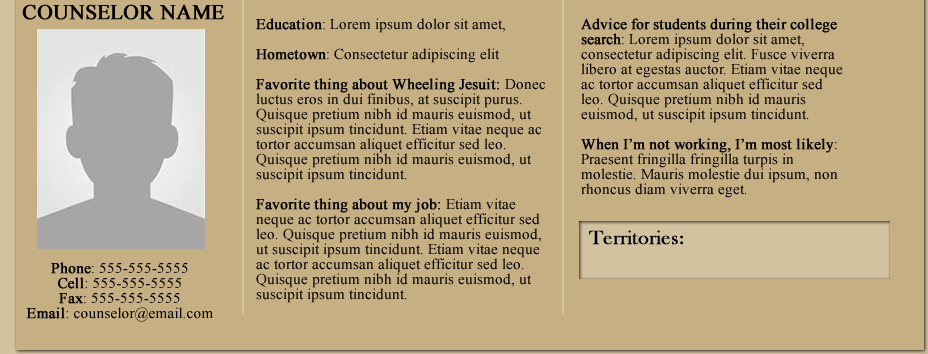 COUNSELOR NAME
Phone: 555-555-5555
Cell: 555-555-5555
Fax: 555-555-5555
Email: counselor@email.com
Education: Lorem ipsum dolor sit amet,
Hometown: Consectetur adipiscing elit
Favorite thing about Wheeling Jesuit: Donec
luctus eros in dui finibus, at suscipit purus.
Quisque pretium nibh id mauris euismod, ut
suscipit ipsum tincidunt. Etiam vitae neque ac
tortor accumsan aliquet efficitur sed leo.
Quisque pretium nibh id mauris euismod, ut
suscipit ipsum tincidunt.
Favorite thing about my job: Etiam vitae
neque ac tortor accumsan aliquet efficitur sed
leo. Quisque pretium nibh id mauris euismod,
ut suscipit ipsum tincidunt. Etiam vitae neque
ac tortor accumsan aliquet efficitur sed leo.
Quisque pretium nibh id mauris euismod, ut
suscipit ipsum tincidunt.
Advice for students during their college
search: Lorem ipsum dolor sit amet,
consectetur adipiscing elit. Fusce viverra
libero at egestas auctor. Etiam vitae neque
ac tortor accumsan aliquet efficitur sed
leo. Quisque pretium nibh id mauris
euismod, ut suscipit ipsum tincidunt.
When I'm not working, I'm most likely:
Praesent fringilla fringilla turpis in
molestie. Mauris molestie dui ipsum, non
rhoncus diam viverra eget.
Territories: